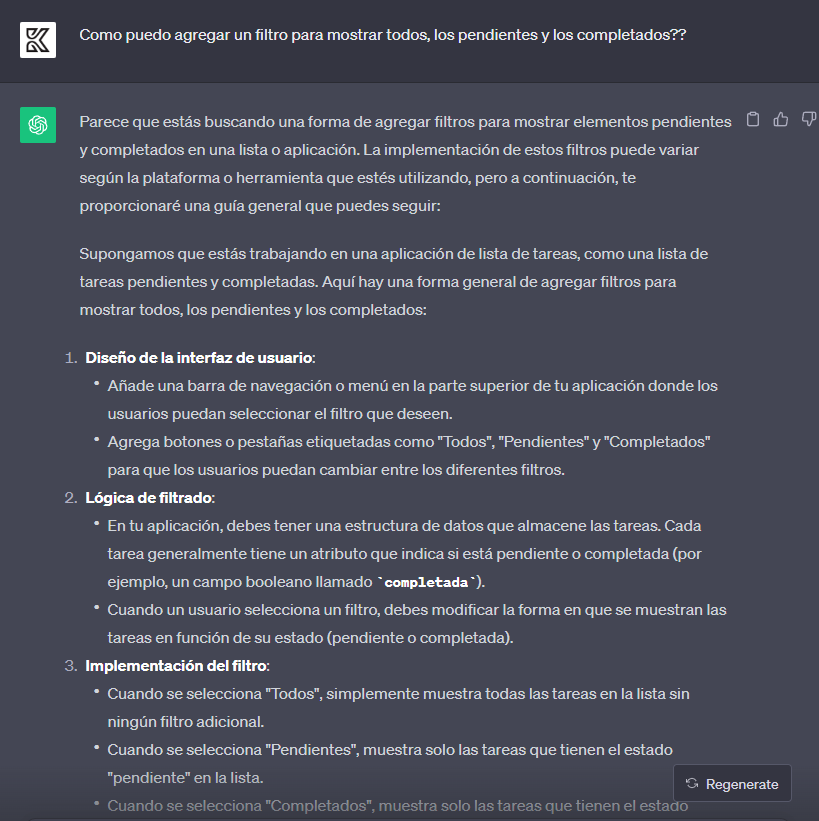 Como puedo agregar un filtro para mostrar todos, los pendientes y los completados??
Parece que estás buscando una forma de agregar filtros para mostrar elementos pendientes
y completados en una lista o aplicación. La implementación de estos filtros puede variar
según la plataforma o herramienta que estés utilizando, pero a continuación, te
proporcionaré una guía general que puedes seguir:
Supongamos que estás trabajando en una aplicación de lista de tareas, como una lista de
tareas pendientes y completadas. Aquí hay una forma general de agregar filtros para
mostrar todos, los pendientes y los completados:
1. Diseño de la interfaz de usuario:
• Añade una barra de navegación o menú en la parte superior de tu aplicación donde los
usuarios puedan seleccionar el filtro que deseen.
• Agrega botones o pestañas etiquetadas como "Todos", "Pendientes" y "Completados"
para que los usuarios puedan cambiar entre los diferentes filtros.
2. Lógica de filtrado:
• En tu aplicación, debes tener una estructura de datos que almacene las tareas. Cada
tarea generalmente tiene un atributo que indica si está pendiente o completada (por
ejemplo, un campo booleano llamado `completada`).
• Cuando un usuario selecciona un filtro, debes modificar la forma en que se muestran las
tareas en función de su estado (pendiente o completada).
3. Implementación del filtro:
• Cuando se selecciona "Todos", simplemente muestra todas las tareas en la lista sin
ningún filtro adicional.
• Cuando se selecciona "Pendientes", muestra solo las tareas que tienen el estado
"pendiente" en la lista.
Regenerate
• Cuando se selecciona "Completados", muestra solo las tareas que tienen el estado